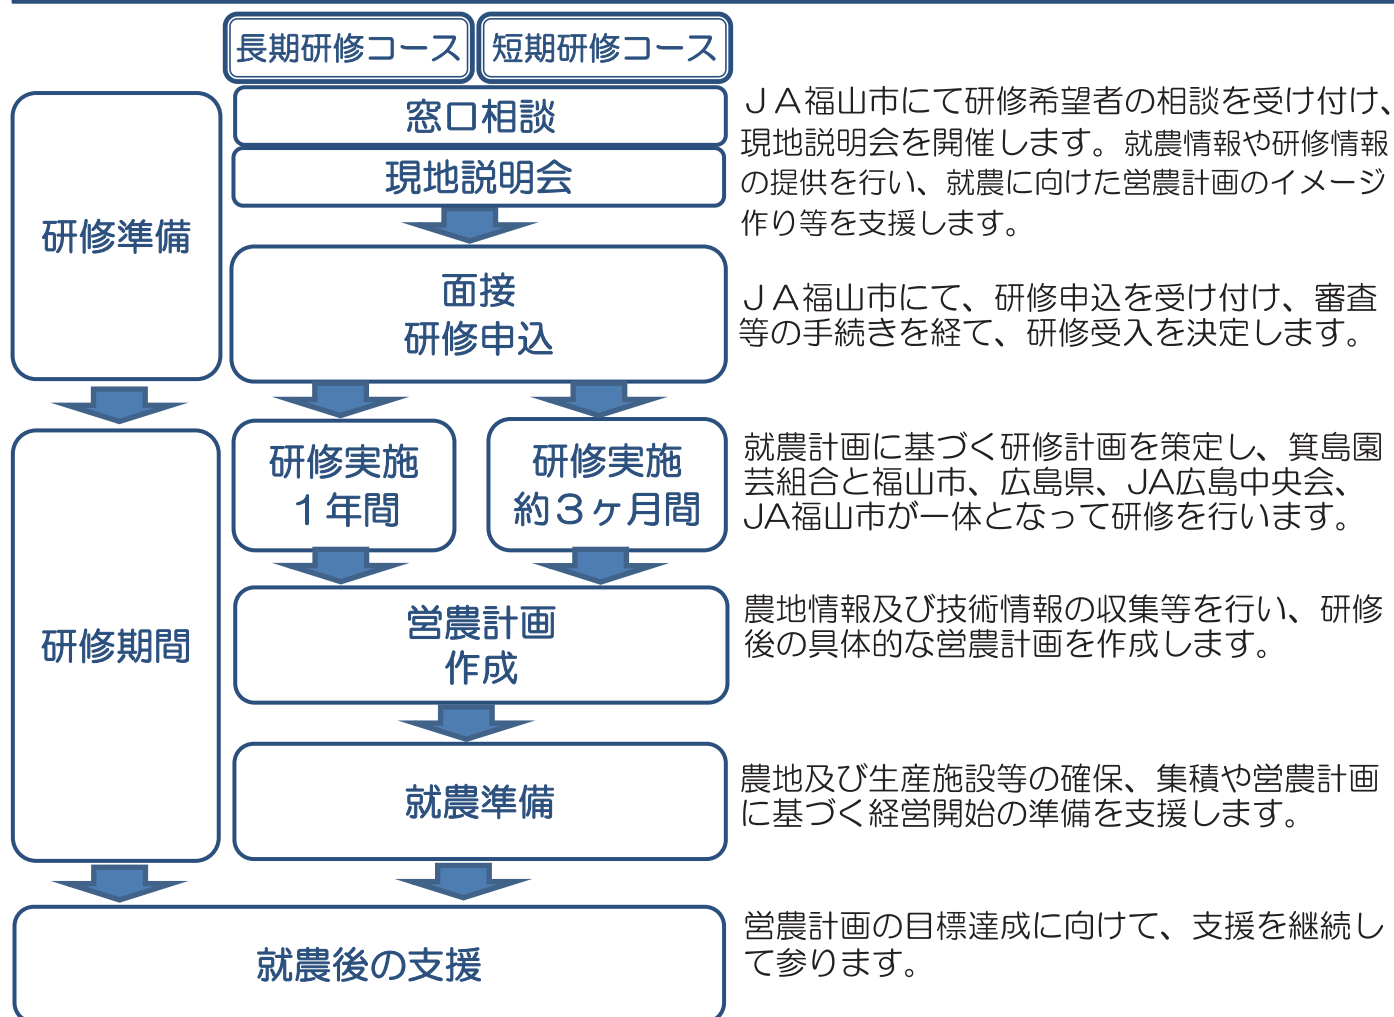 長期研修コース
短期研修コース
研修準備
窓口相談
現地説明会
ＪＡ福山市にて研修希望者の相談を受け付け、
現地説明会を開催します。就農情報や研修情報
の提供を行い、就農に向けた営農計画のイメージ
作り等を支援します。
面接
研修申込
ＪＡ福山市にて、研修申込を受け付け、審査
等の手続きを経て、研修受入を決定します。
研修期間
研修実施
１年間
研修実施
約３ヶ月間
就農計画に基づく研修計画を策定し、箕島園
芸組合と福山市、広島県、JA広島中央会、
JA福山市が一体となって研修を行います。
営農計画
作成
農地情報及び技術情報の収集等を行い、研修
後の具体的な営農計画を作成します。
就農準備
農地及び生産施設等の確保、集積や営農計画
に基づく経営開始の準備を支援します。
就農後の支援
営農計画の目標達成に向けて、支援を継続し
て参ります。